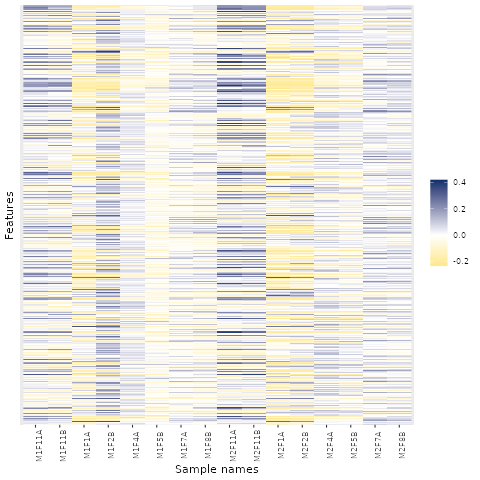 Features
0.4
0.2
0.0
-0.2
M1F11A
M1F11B
M1F1A
M1F2B
M1F4A
M1F5B
M1F7A
M1F8B
M2F11A
M2F11B
M2F1A
M2F2B
M2F4A
M2F5B
M2F7A
M2F8B
Sample names